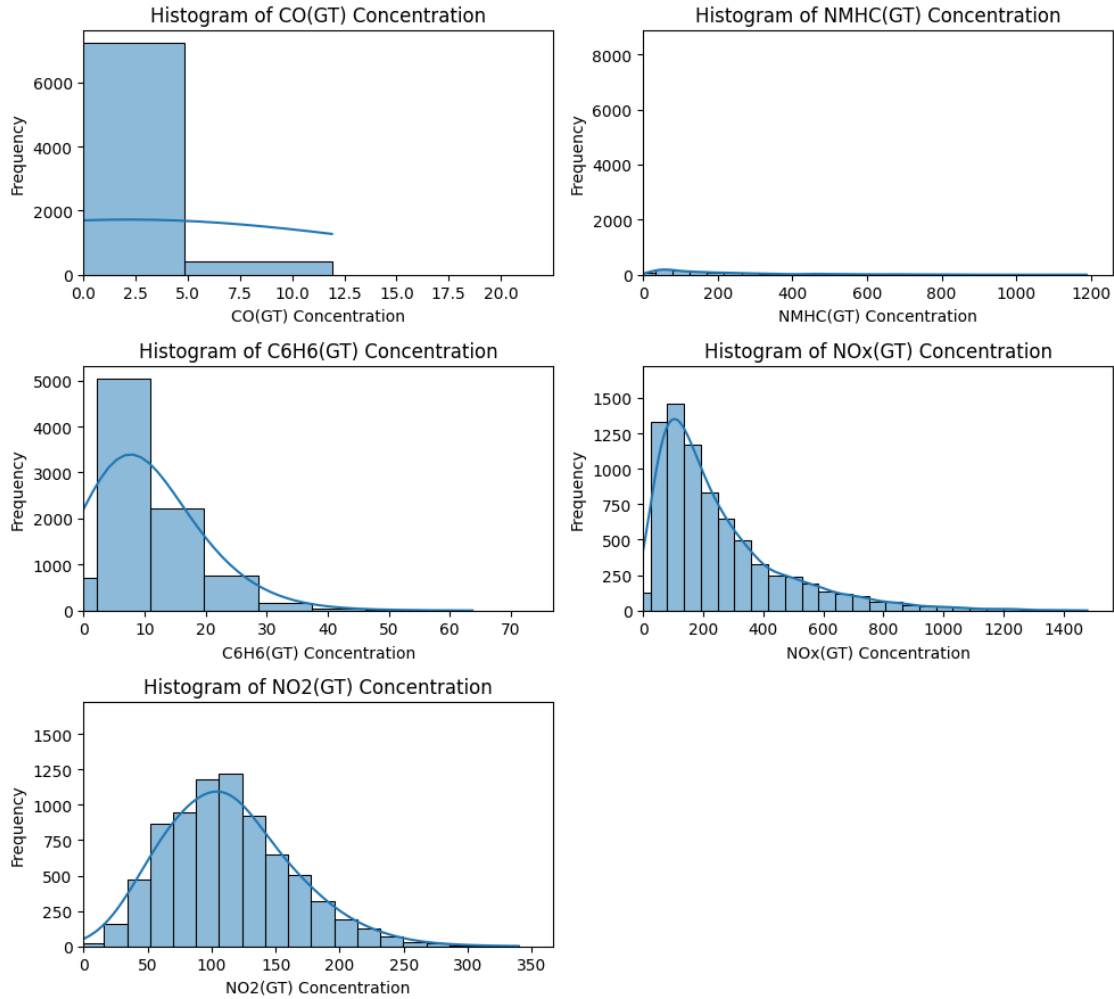 Histogram of CO(GT) Concentration
Frequency
6000
4000
2000
0
0.0 2.5 5.0 7.5 10.0 12.5 15.0 17.5 20.0
CO(GT) Concentration
Histogram of NMHC(GT) Concentration
Frequency
8000
6000
4000
2000
0
0 200 400 600 800 1000 1200
NMHC(GT) Concentration
Histogram of C6H6(GT) Concentration
Frequency
5000
4000
3000
2000
1000
0
0 10 20 30 40 50 60 70
C6H6(GT) Concentration
Histogram of NOx(GT) Concentration
Frequency
1500
1250
1000
750
500
250
0
0 200 400 600 800 1000 1200 1400
NOx(GT) Concentration
Histogram of NO2(GT) Concentration
Frequency
1500
1250
1000
750
500
250
0
0 50 100 150 200 250 300 350
NO2(GT) Concentration